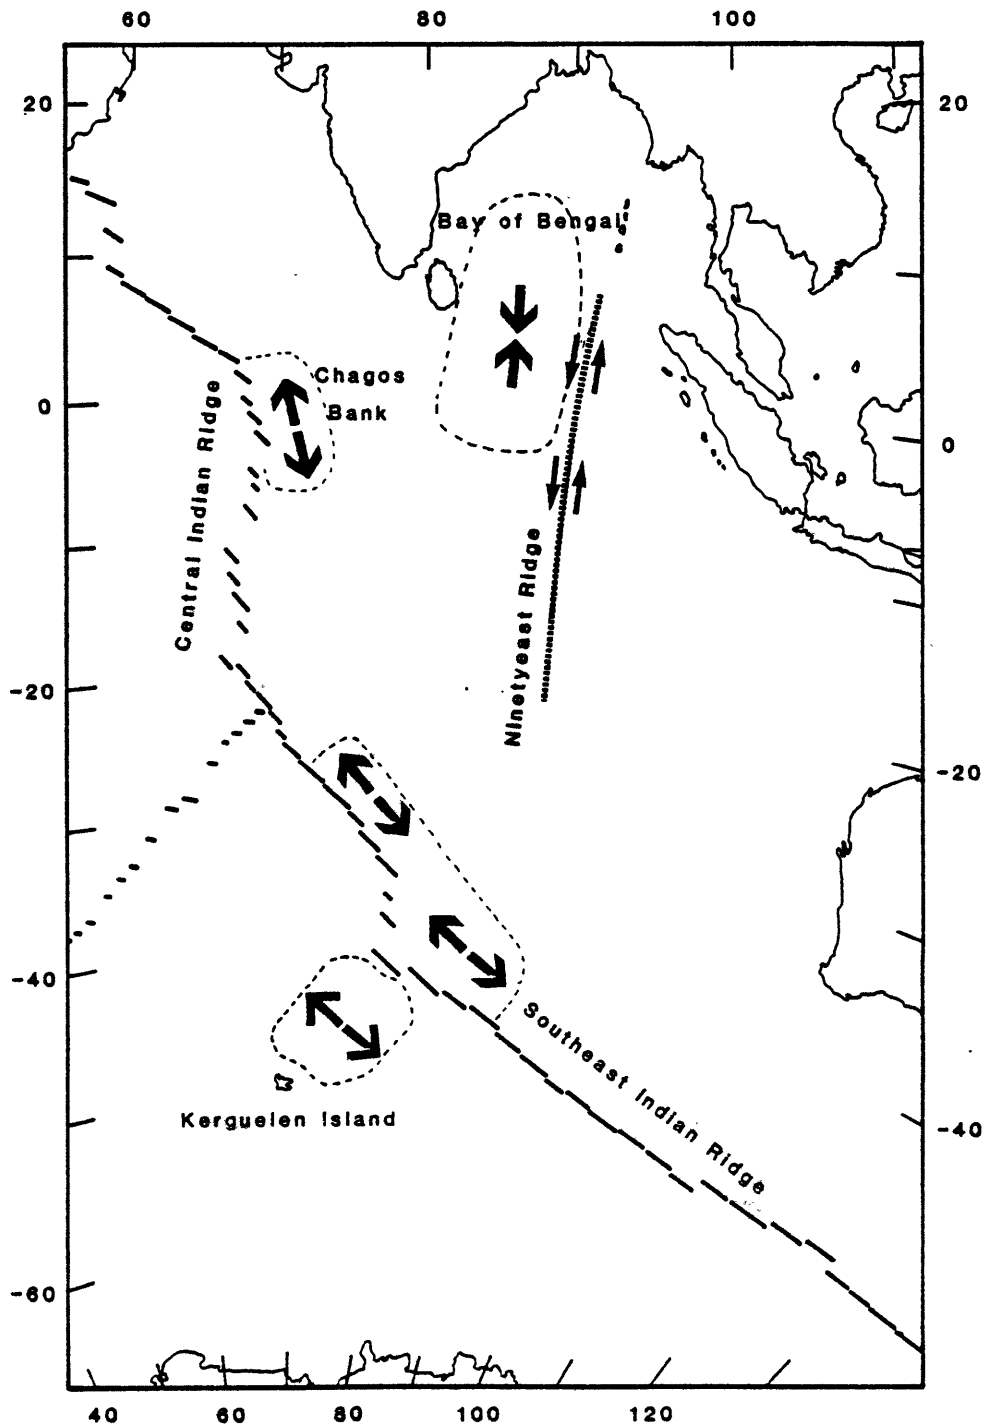 60 80 100
20 20
Bay of Bengal
Chagos
Bank
0
0
Central Indian Ridge
Ninetyeast Ridge
-20
-20
-40
Southeast Indian Ridge
Kerguelen Island
-40
-60
40 60 80 100 120